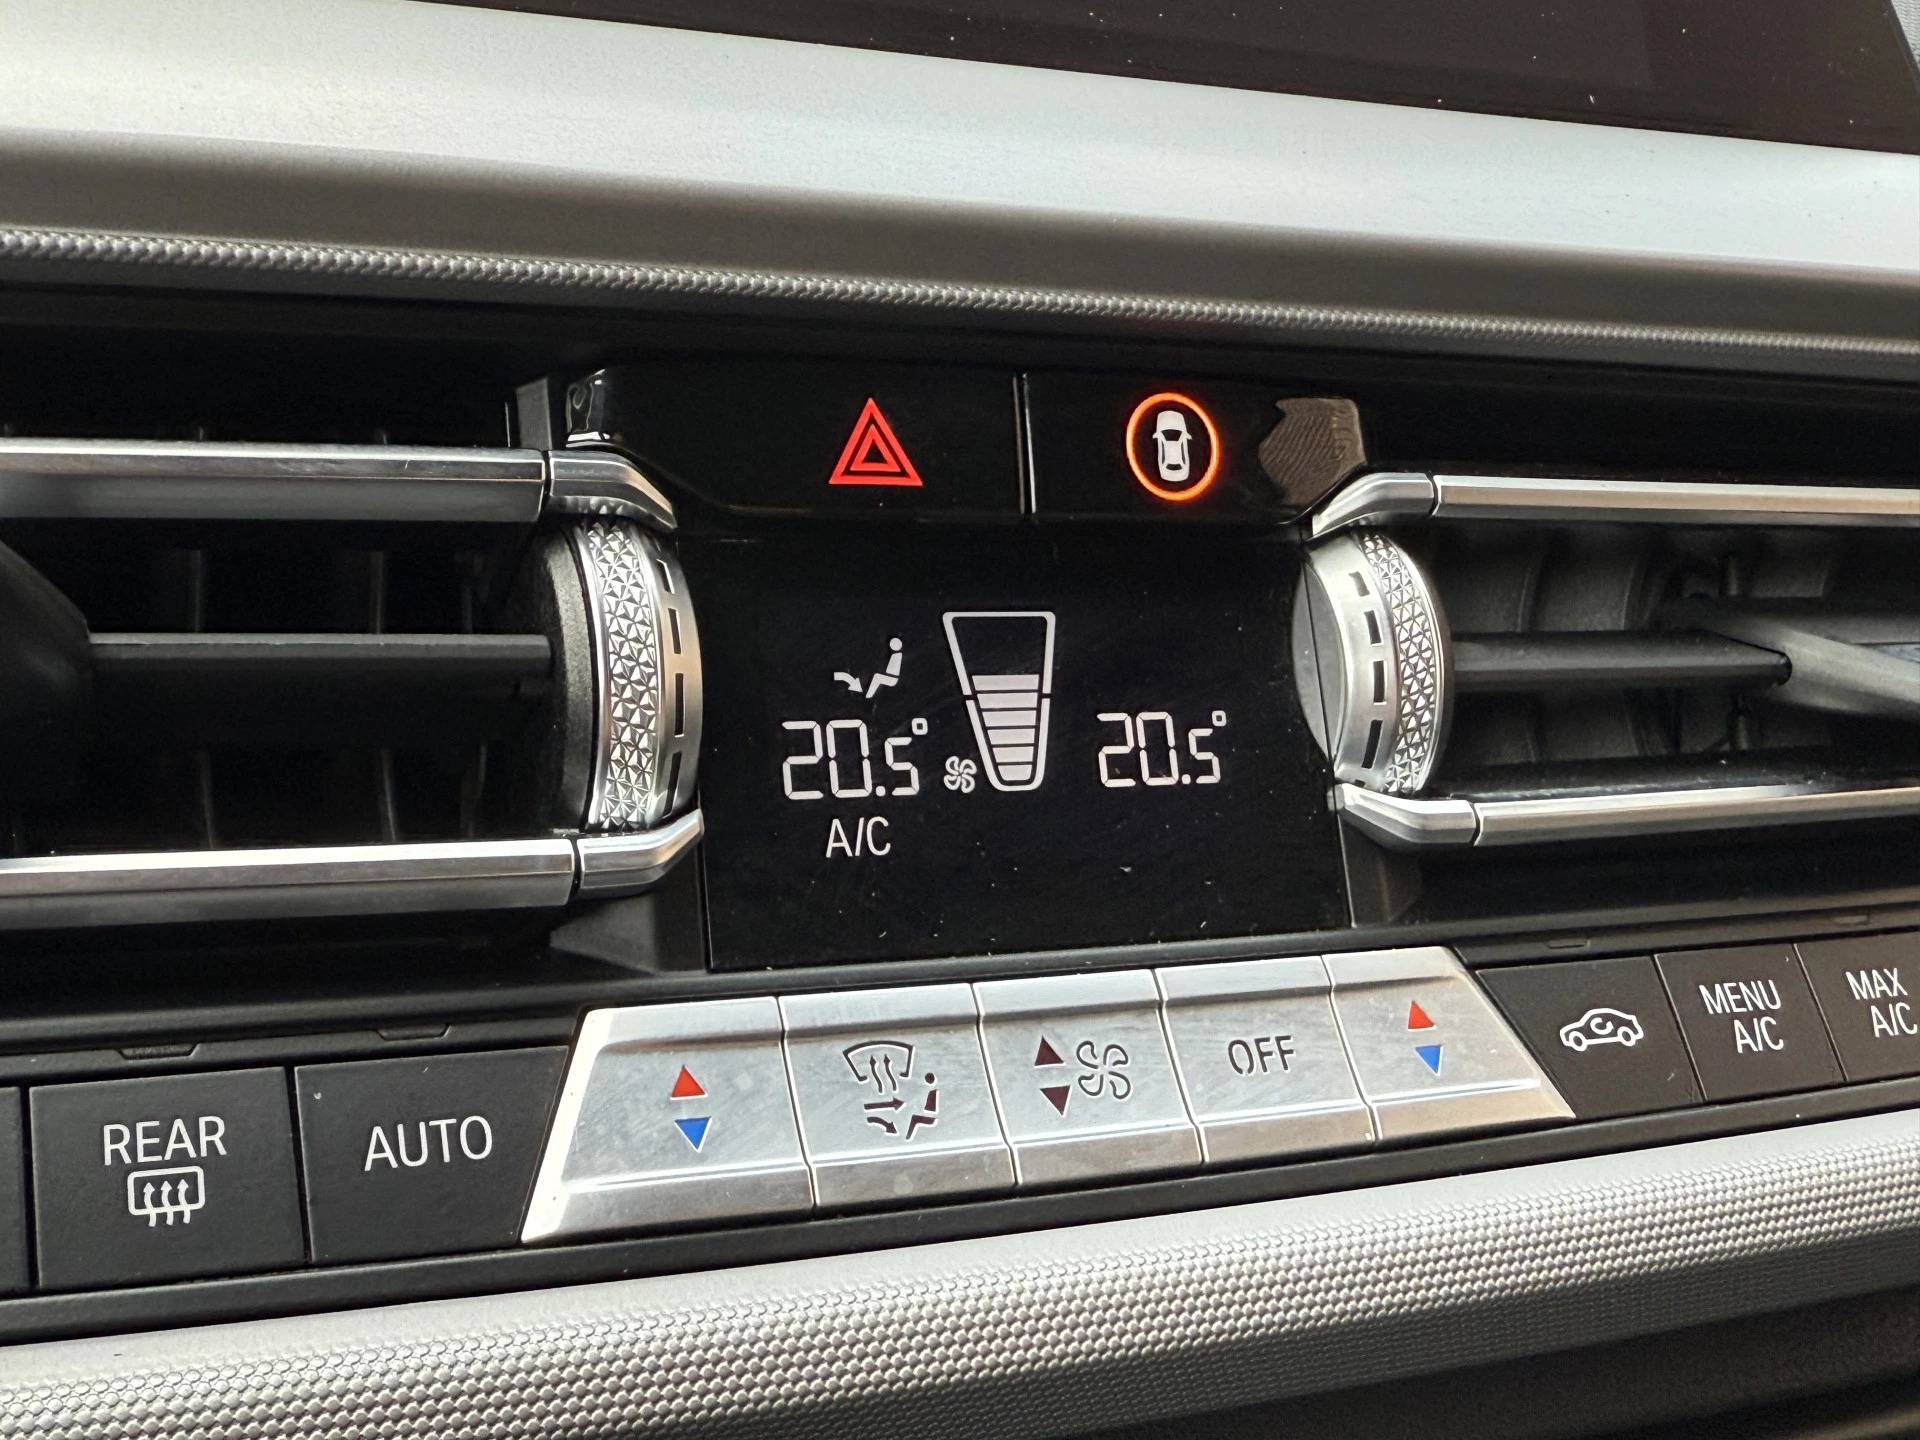 20.5°
20.5°
A/C
REAR
AUTO
OFF
MENU
A/C
MAX
A/C